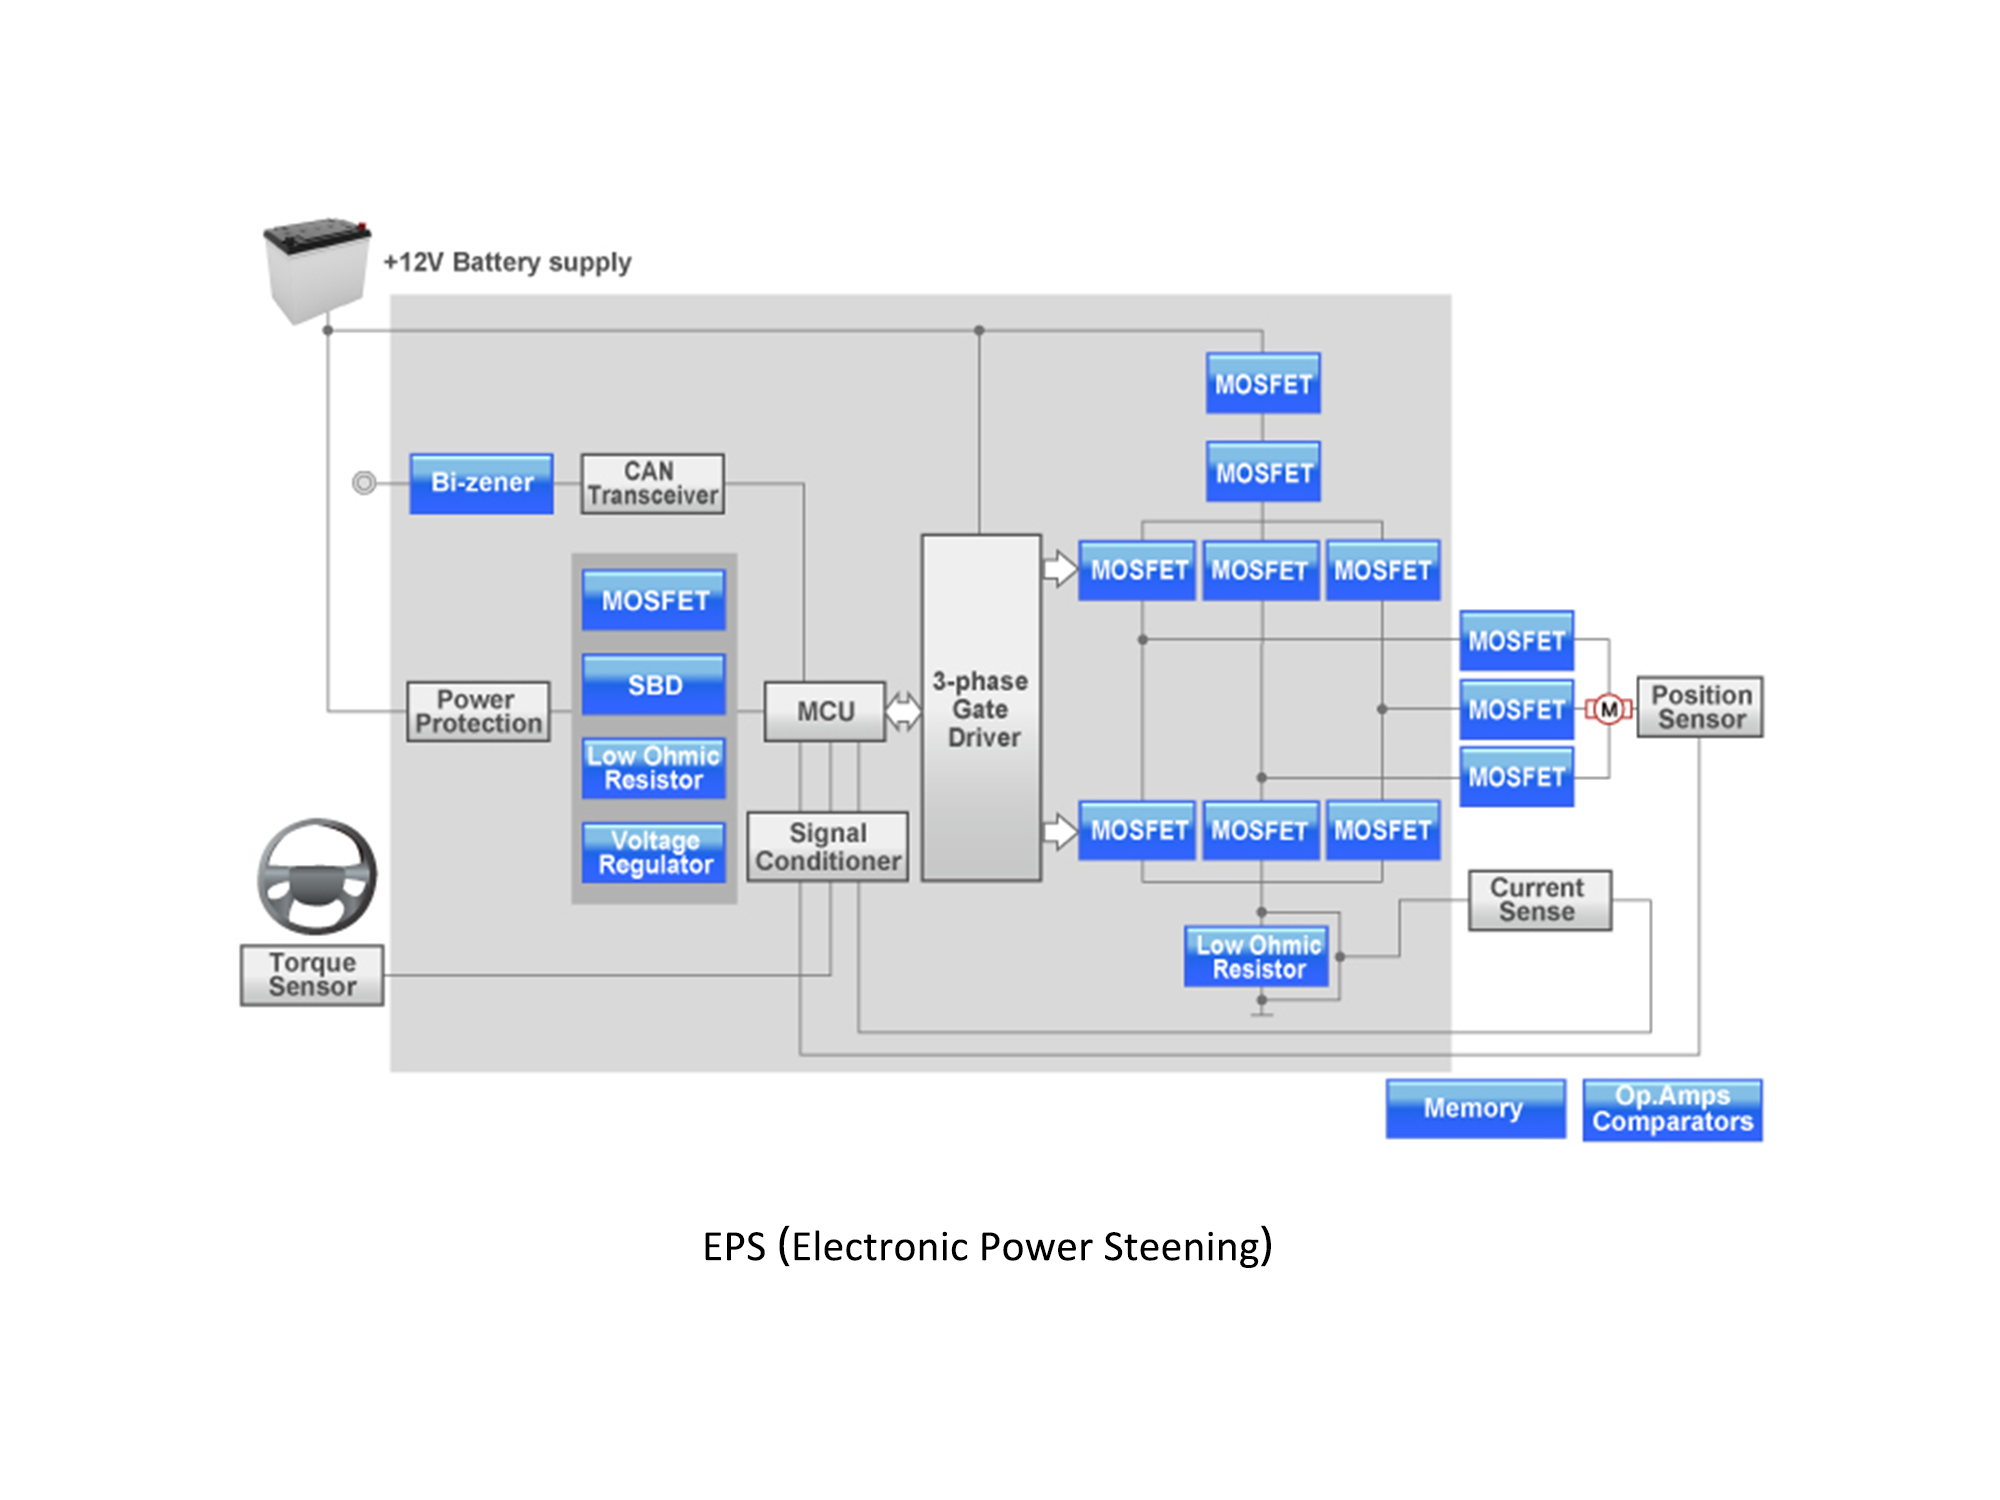 +12V Battery supply
MOSFET
MOSFET
Bi-zener
CAN
Transceiver
MOSFET
MOSFET
MOSFET
MOSFET
SBD
Low Ohmic
Resistor
Voltage
Regulator
Power
Protection
MCU
3-phase
Gate
Driver
MOSFET
MOSFET
MOSFET
M
Position
Sensor
Signal
Conditioner
MOSFET
MOSFET
MOSFET
Current
Sense
Low Ohmic
Resistor
Torque
Sensor
Memory
Op.Amps
Comparators
EPS (Electronic Power Steening)